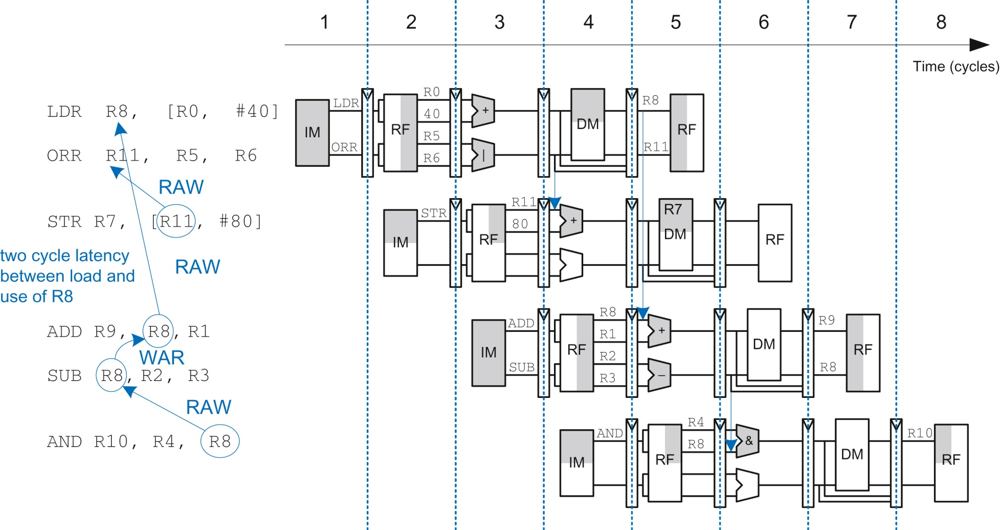 1 2 3 4 5 6 7 8
Time (cycles)
LDR R8, [R0, #40]
ORR R11, R5, R6
RAW
STR R7, [R11, #80]
two cycle latency
between load and
use of R8
RAW
ADD R9, R8, R1
WAR
SUB R8, R2, R3
RAW
AND R10, R4, R8
IM LDR RF R0 + DM R8 RF
40
ORR R5 | R11
R6
IM STR RF R11 + R7 RF
80 DM
IM ADD RF R8 + DM R9 RF
R1
SUB R2 − R8
R3
IM AND RF R4 & DM R10 RF
R8